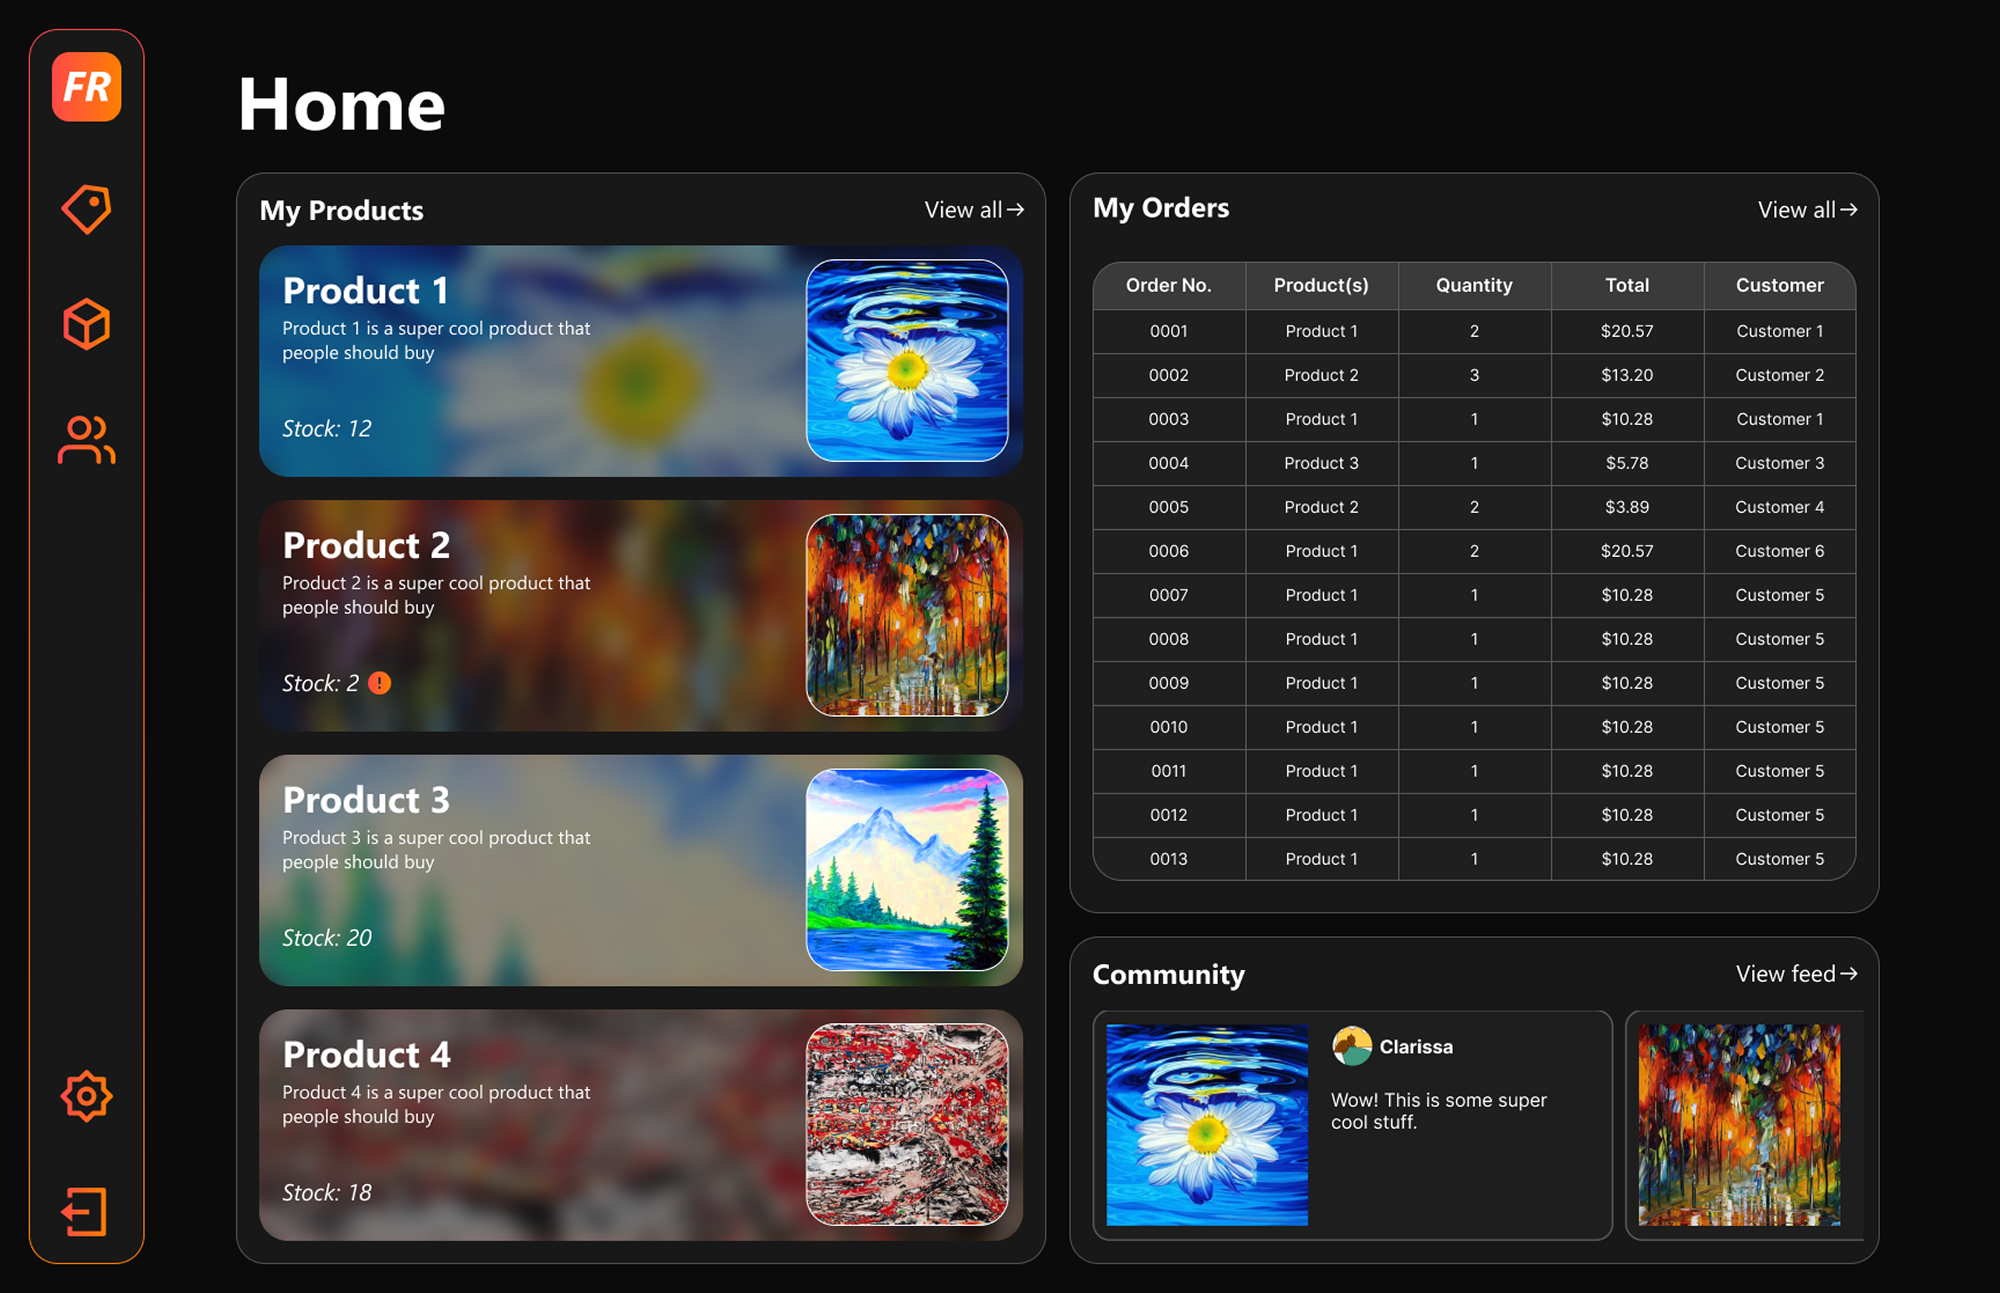 FR
Home
My Products
View all
Product 1
Product 1 is a super cool product that
people should buy
Stock: 12
Product 2
Product 2 is a super cool product that
people should buy
Stock: 2 !
Product 3
Product 3 is a super cool product that
people should buy
Stock: 20
Product 4
Product 4 is a super cool product that
people should buy
Stock: 18
My Orders
View all
Order No. Product(s) Quantity Total Customer
0001 Product 1 2 $20.57 Customer 1
0002 Product 2 3 $13.20 Customer 2
0003 Product 1 1 $10.28 Customer 1
0004 Product 3 1 $5.78 Customer 3
0005 Product 2 2 $3.89 Customer 4
0006 Product 1 2 $20.57 Customer 6
0007 Product 1 1 $10.28 Customer 5
0008 Product 1 1 $10.28 Customer 5
0009 Product 1 1 $10.28 Customer 5
0010 Product 1 1 $10.28 Customer 5
0011 Product 1 1 $10.28 Customer 5
0012 Product 1 1 $10.28 Customer 5
0013 Product 1 1 $10.28 Customer 5
Community
View feed
Clarissa
Wow! This is some super
cool stuff.